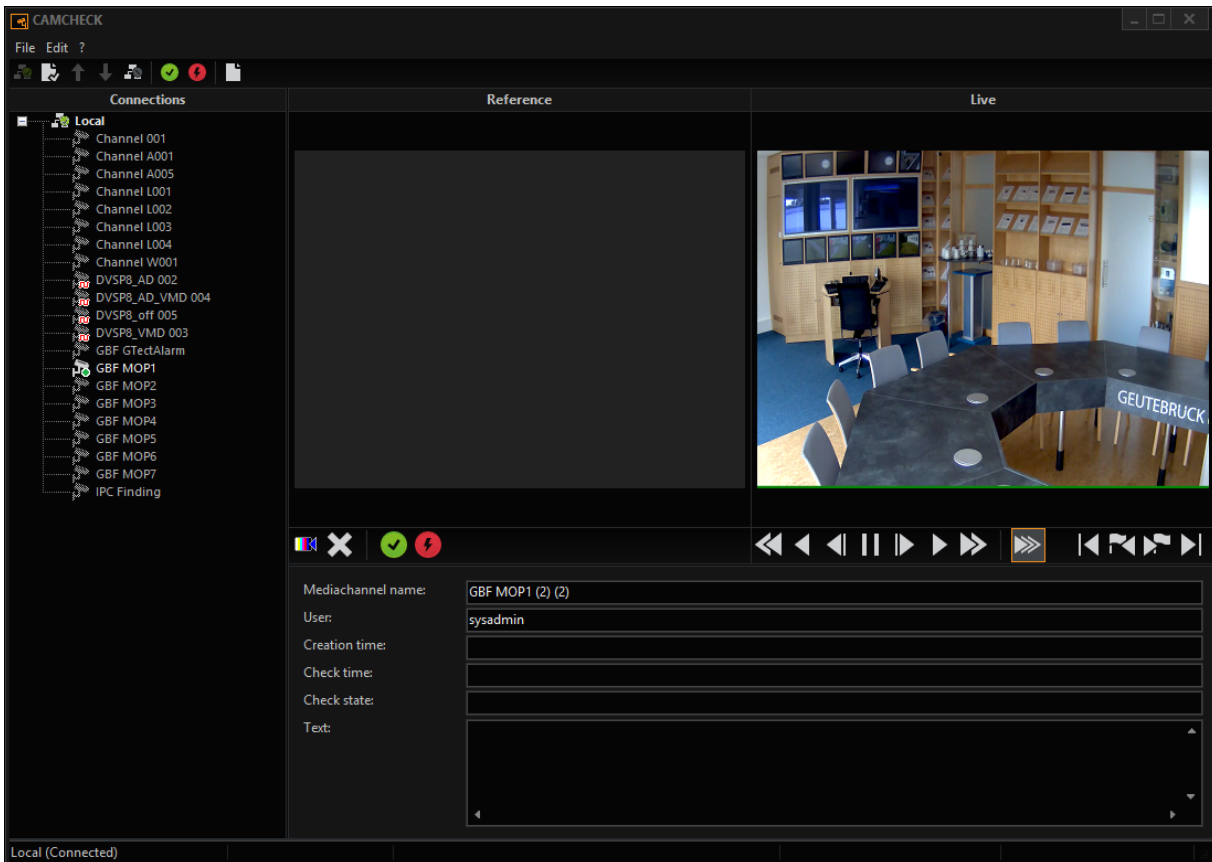 CAMCHECK
File Edit ?
Connections
Reference
Live
Local
Channel 001
Channel A001
Channel A005
Channel L001
Channel L002
Channel L003
Channel L004
Channel W001
DVSP8_AD 002
DVSP8_AD_VMD 004
DVSP8_off 005
DVSP8_VMD 003
GBF GTectAlarm
GBF MOP1
GBF MOP2
GBF MOP3
GBF MOP4
GBF MOP5
GBF MOP6
GBF MOP7
IPC Finding
GEUTEBRÜCK
Mediachannel name: GBF MOP1 (2) (2)
User: sysadmin
Creation time:
Check time:
Check state:
Text:
Local (Connected)